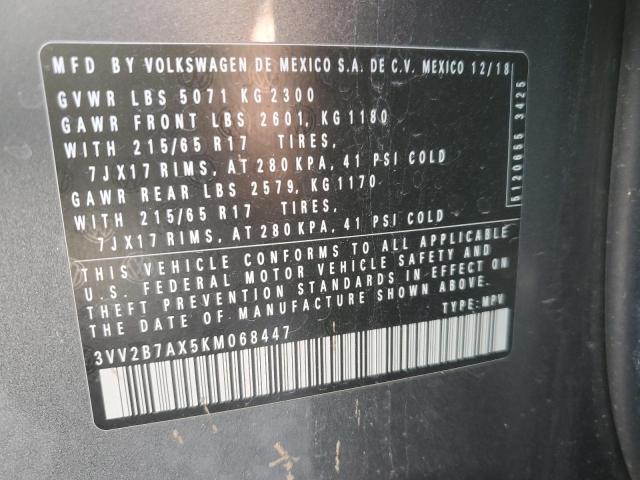 MFD BY VOLKSWAGEN DE MEXICO S.A. DE C.V. MEXICO 12/18
GVWR LBS 5071 KG 2300
GAWR FRONT LBS 2601, KG 1180
WITH 215/65 R17 TIRES,
7JX17 RIMS, AT 280 KPA, 41 PSI COLD
GAWR REAR LBS 2579, KG 1170
WITH 215/65 R17 TIRES,
7JX17 RIMS, AT 280 KPA, 41 PSI COLD
THIS VEHICLE CONFORMS TO ALL APPLICABLE
U.S. FEDERAL MOTOR VEHICLE SAFETY AND
THEFT PREVENTION STANDARDS IN EFFECT ON
THE DATE OF MANUFACTURE SHOWN ABOVE.
TYPE: MPV
3VV2B7AX5KM068447
5120655 3425